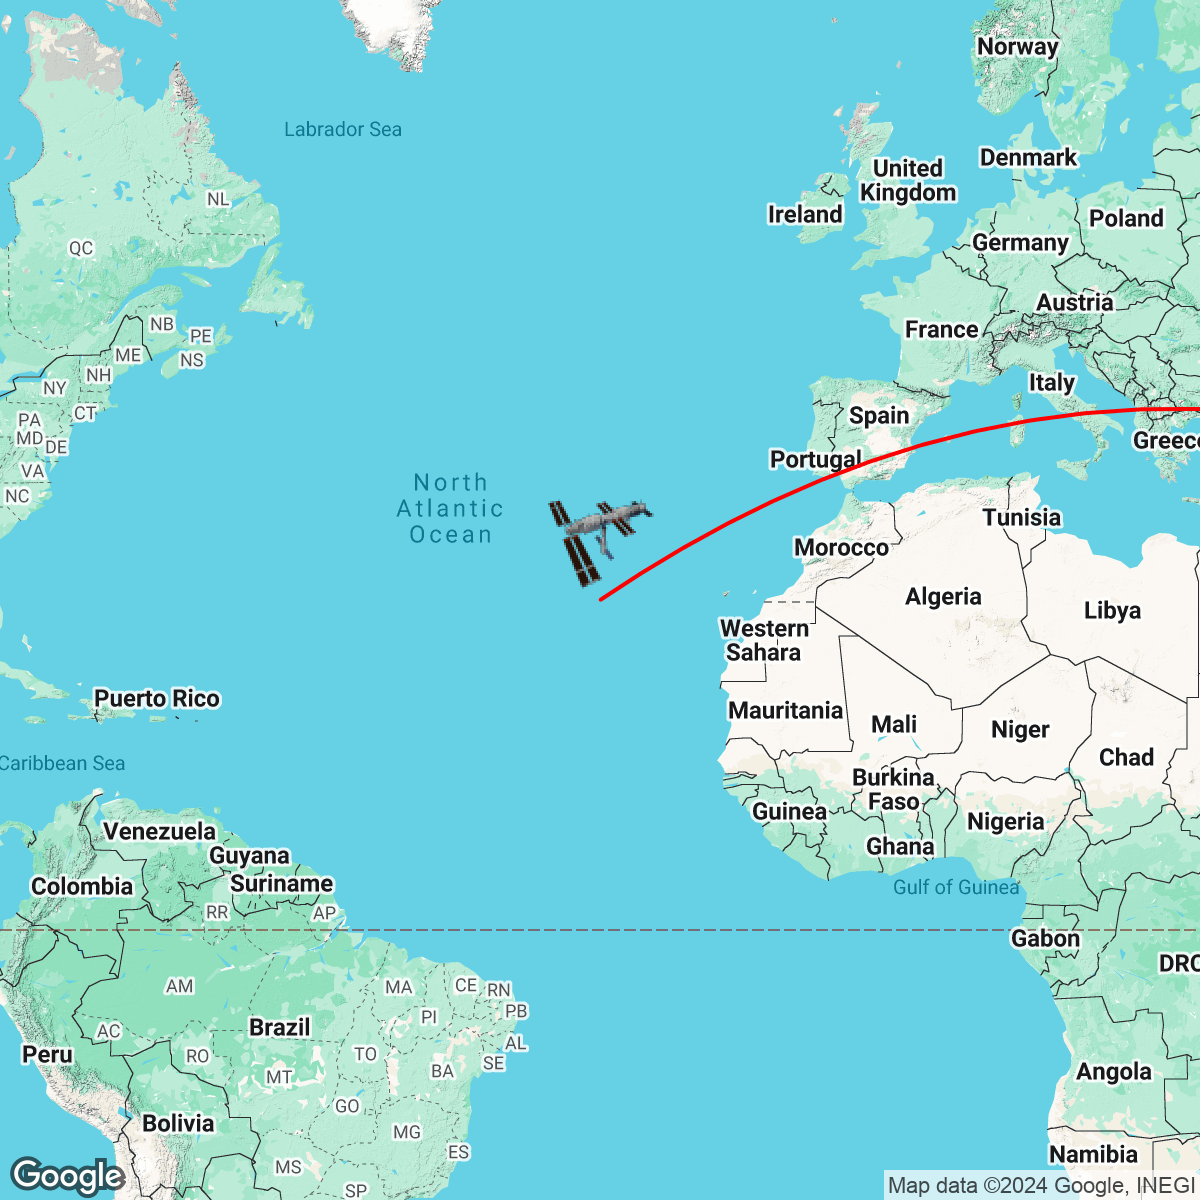 Norway
Labrador Sea
Denmark
United
Kingdom
NL
Ireland
Poland
QC
Germany
Austria
NB
France
PE
ME
NS
NH
NY
Italy
CT
Spain
PA
MD
DE
Greece
Portugal
VA
North
Atlantic
Ocean
NC
Tunisia
Morocco
Algeria
Libya
Western
Sahara
Puerto Rico
Mauritania
Mali
Niger
Chad
Caribbean Sea
Burkina
Faso
Guinea
Nigeria
Venezuela
Ghana
Guyana
Colombia
Suriname
Gulf of Guinea
RR
AP
Gabon
DRC
AM
MA
CE
RN
PB
PI
Brazil
AC
AL
Peru
RO
TO
SE
BA
MT
Angola
GO
Bolivia
MG
ES
Namibia
MS
SP
Google
Map data ©2024 Google, INEGI